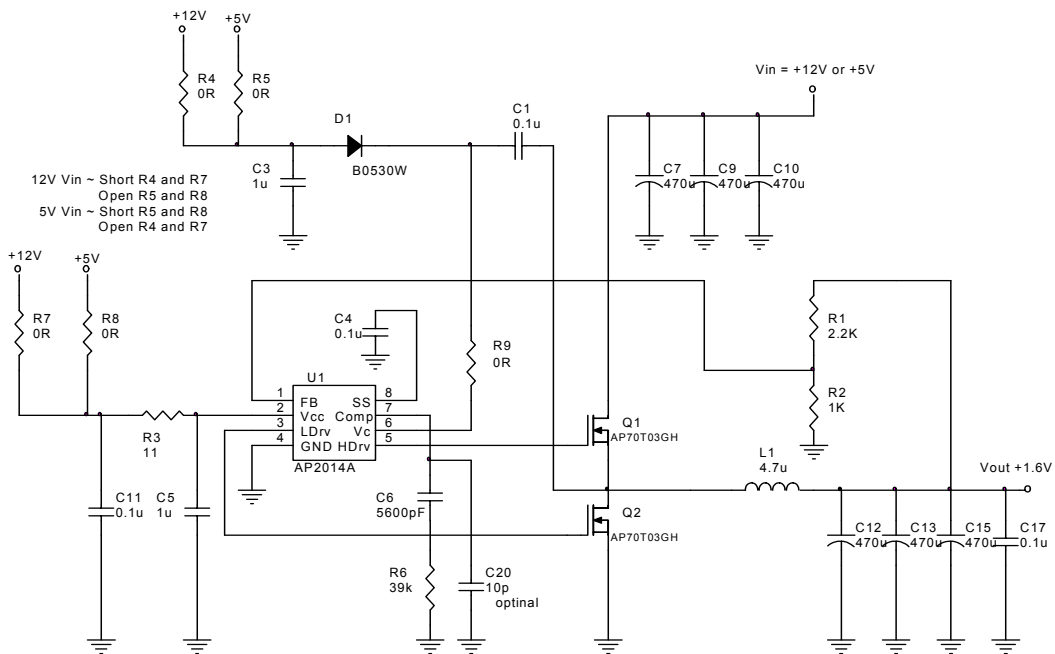 +12V
+5V
R4
0R
R5
0R
D1
B0530W
C1
0.1u
Vin = +12V or +5V
C3
1u
C7
470u
C9
470u
C10
470u
12V Vin ~ Short R4 and R7
Open R5 and R8
5V Vin ~ Short R5 and R8
Open R4 and R7
+12V
+5V
R7
0R
R8
0R
C4
0.1u
R9
0R
R1
2.2K
R2
1K
U1
1 FB SS 8
2 Vcc Comp 7
3 LDrv Vc 6
4 GND HDrv 5
AP2014A
R3
11
Q1
AP70T03GH
L1
4.7u
Vout +1.6V
C11
0.1u
C5
1u
C6
5600pF
Q2
AP70T03GH
C12
470u
C13
470u
C15
470u
C17
0.1u
R6
39k
C20
10p
optinal